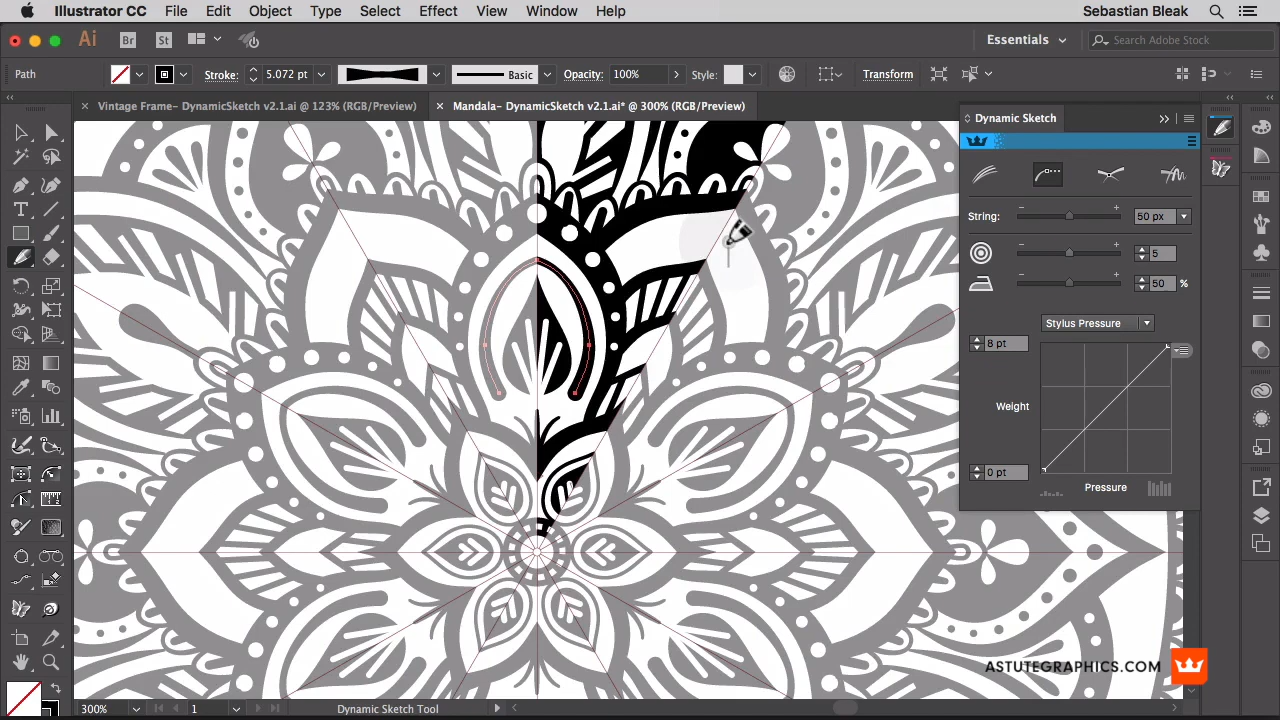 Illustrator CC File Edit Object Type Select Effect View Window Help Sebastian Bleak
Ai Br St Essentials Search Adobe Stock
Path Stroke: 5.072 pt Basic Opacity: 100% Style: Transform
× Vintage Frame- DynamicSketch v2.1.ai @ 123% (RGB/Preview) × Mandala- DynamicSketch v2.1.ai* @ 300% (RGB/Preview)
Dynamic Sketch
String: 50 px
5
50 %
Stylus Pressure
8 pt
Weight
0 pt
Pressure
ASTUTEGRAPHICS.COM
300% 1 Dynamic Sketch Tool